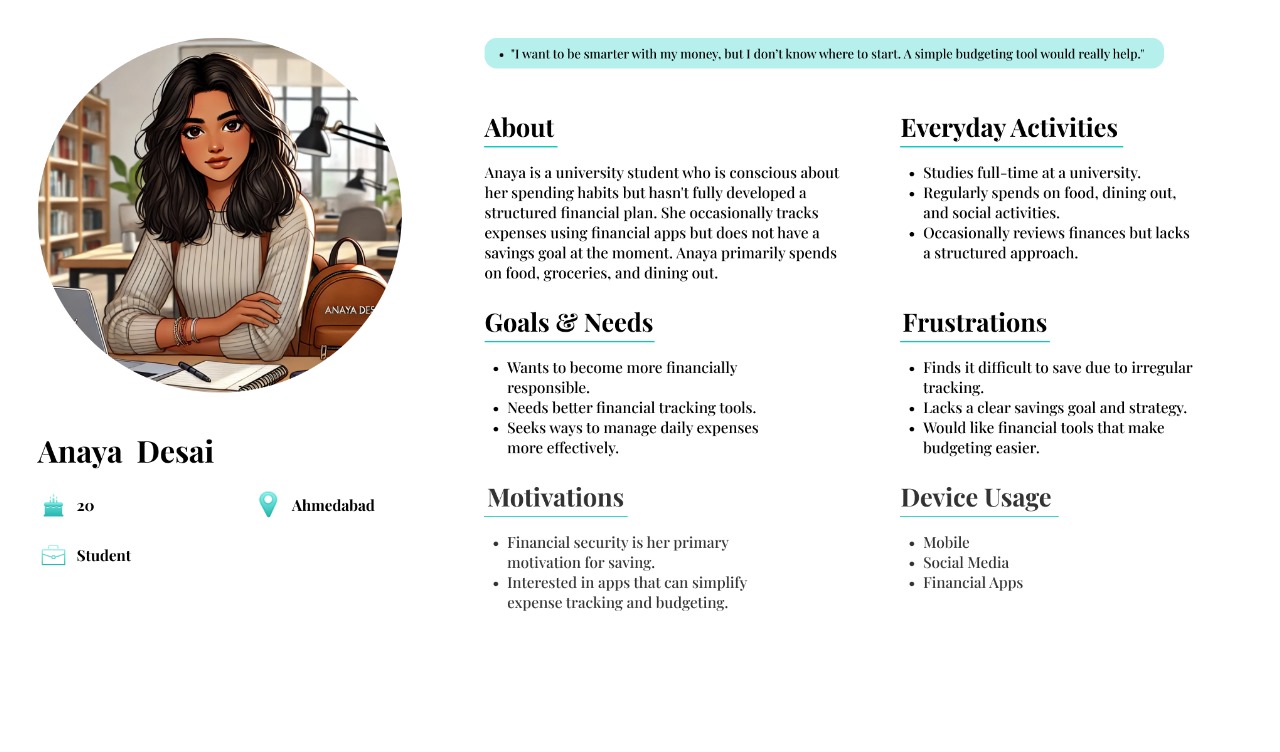 • "I want to be smarter with my money, but I don't know where to start. A simple budgeting tool would really help."
ANAYA DES
Anaya Desai
20
Ahmedabad
Student
About
Anaya is a university student who is conscious about
her spending habits but hasn't fully developed a
structured financial plan. She occasionally tracks
expenses using financial apps but does not have a
savings goal at the moment. Anaya primarily spends
on food, groceries, and dining out.
Everyday Activities
• Studies full-time at a university.
• Regularly spends on food, dining out,
and social activities.
• Occasionally reviews finances but lacks
a structured approach.
Goals & Needs
• Wants to become more financially
responsible.
• Needs better financial tracking tools.
• Seeks ways to manage daily expenses
more effectively.
Frustrations
• Finds it difficult to save due to irregular
tracking.
• Lacks a clear savings goal and strategy.
• Would like financial tools that make
budgeting easier.
Motivations
• Financial security is her primary
motivation for saving.
• Interested in apps that can simplify
expense tracking and budgeting.
Device Usage
• Mobile
• Social Media
• Financial Apps